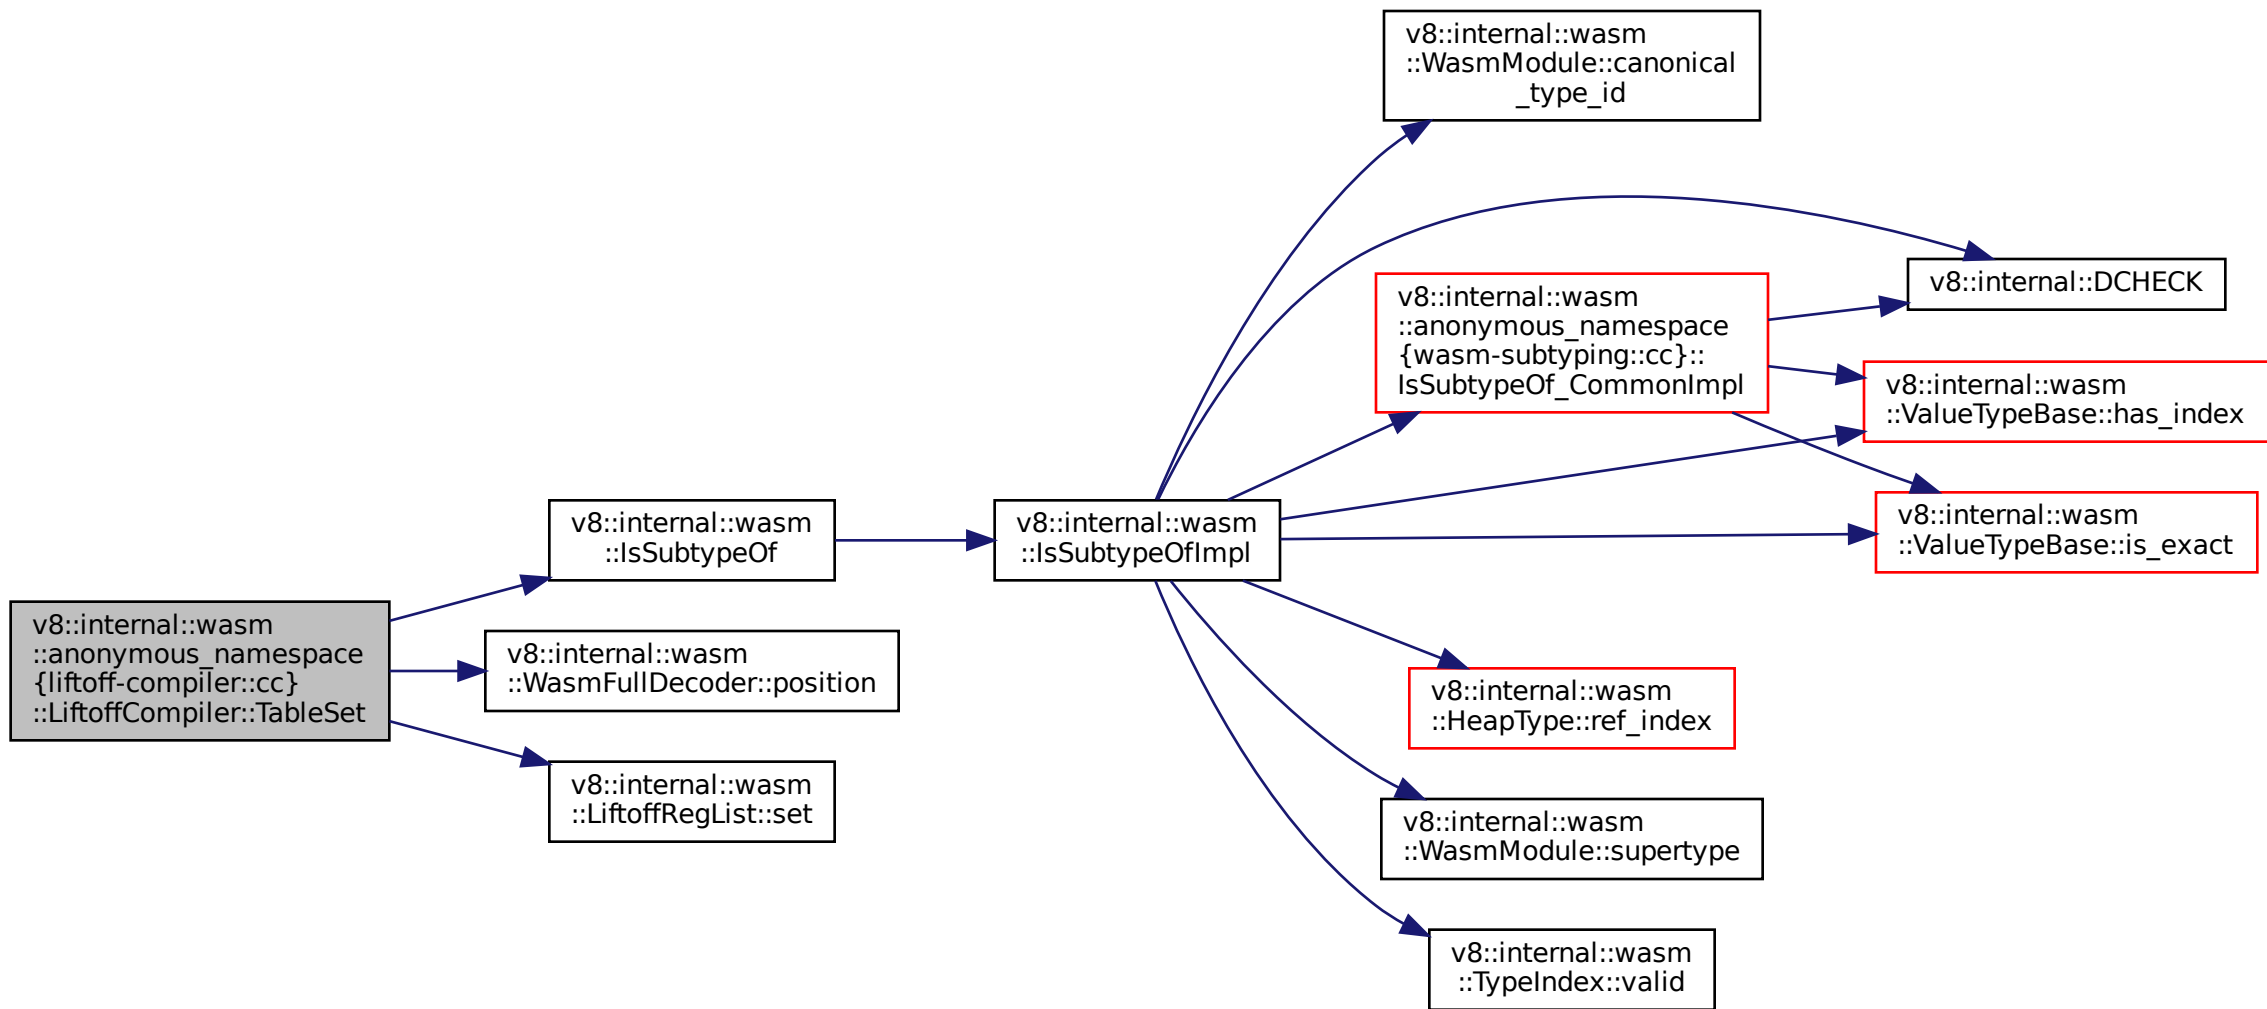 v8::internal::wasm
::WasmModule::canonical
_type_id
v8::internal::DCHECK
v8::internal::wasm
::anonymous_namespace
{wasm-subtyping::cc}::
IsSubtypeOf_CommonImpl
v8::internal::wasm
::ValueTypeBase::has_index
v8::internal::wasm
::IsSubtypeOf
v8::internal::wasm
::IsSubtypeOfImpl
v8::internal::wasm
::ValueTypeBase::is_exact
v8::internal::wasm
::anonymous_namespace
{liftoff-compiler::cc}
::LiftoffCompiler::TableSet
v8::internal::wasm
::WasmFullDecoder::position
v8::internal::wasm
::HeapType::ref_index
v8::internal::wasm
::LiftoffRegList::set
v8::internal::wasm
::WasmModule::supertype
v8::internal::wasm
::TypeIndex::valid